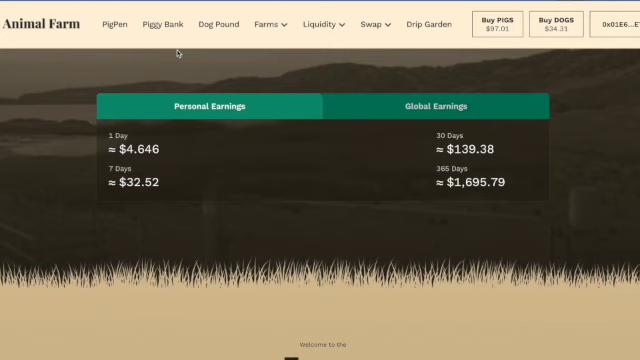 Animal Farm PigPen Piggy Bank Dog Pound Farms Liquidity Swap Drip Garden
Buy PIGS
$97.01
Buy DOGS
$34.31
0x01E6...E
Personal Earnings Global Earnings
1 Day 30 Days
≈ $4.646 ≈ $139.38
7 Days 365 Days
≈ $32.52 ≈ $1,695.79
Welcome to the